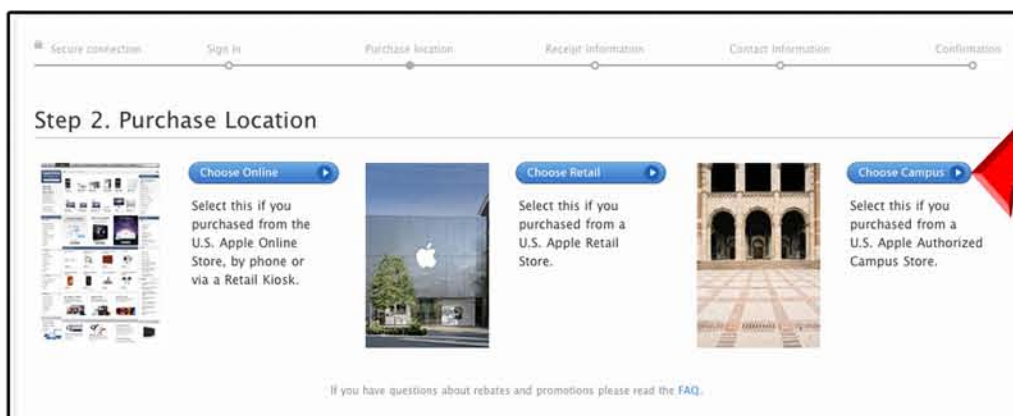 Secure connection
Sign in
Purchase location
Receipt information
Contact Information
Confirmation
Step 2. Purchase Location
Choose Online
Select this if you
purchased from the
U.S. Apple Online
Store, by phone or
via a Retail Kiosk.
Choose Retail
Select this if you
purchased from a
U.S. Apple Retail
Store.
Choose Campus
Select this if you
purchased from a
U.S. Apple Authorized
Campus Store.
If you have questions about rebates and promotions please read the FAQ.